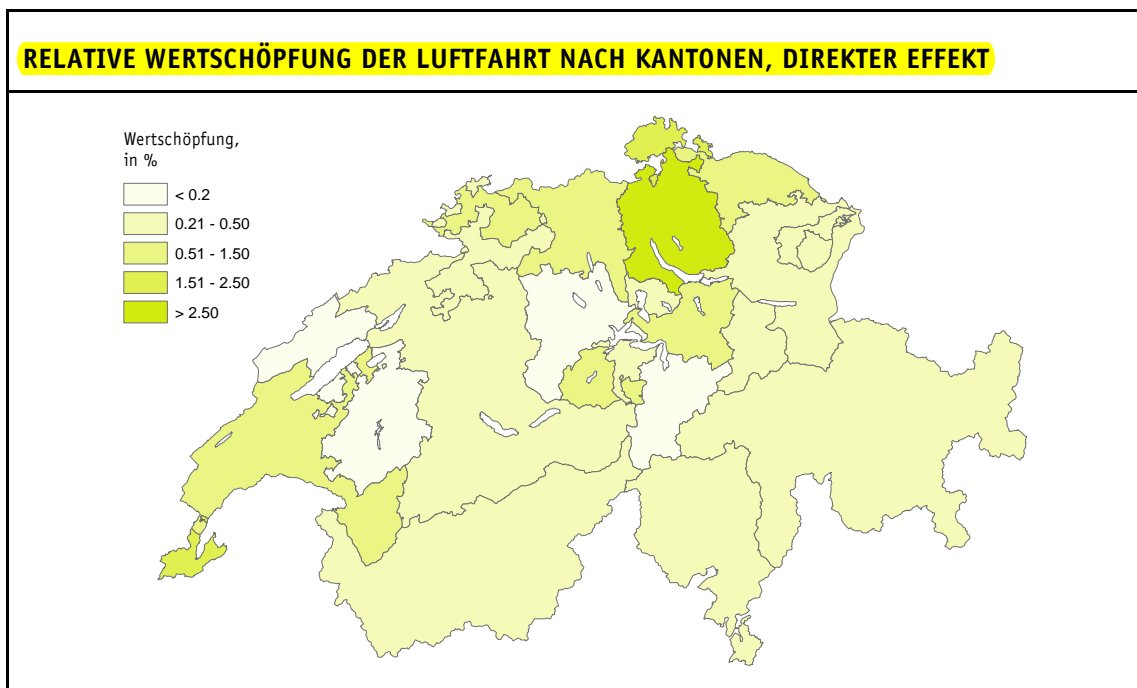 RELATIVE WERTSCHÖPFUNG DER LUFTFAHRT NACH KANTONEN, DIREKTER EFFEKT
Wertschöpfung,
in %
< 0.2
0.21 - 0.50
0.51 - 1.50
1.51 - 2.50
> 2.50